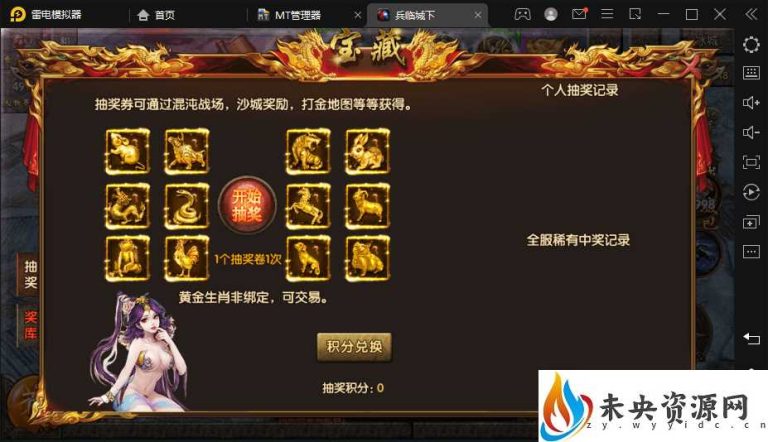 雷电模拟器
首页
MT管理器
兵临城下
宝藏
抽奖券可通过混沌战场，沙城奖励，打金地图等等获得。
个人抽奖记录
开始
抽奖
1个抽奖卷1次
全服稀有中奖记录
抽奖
奖库
黄金生肖非绑定，可交易。
积分兑换
抽奖积分：0
未央资源网
zy.wyyidc.cn